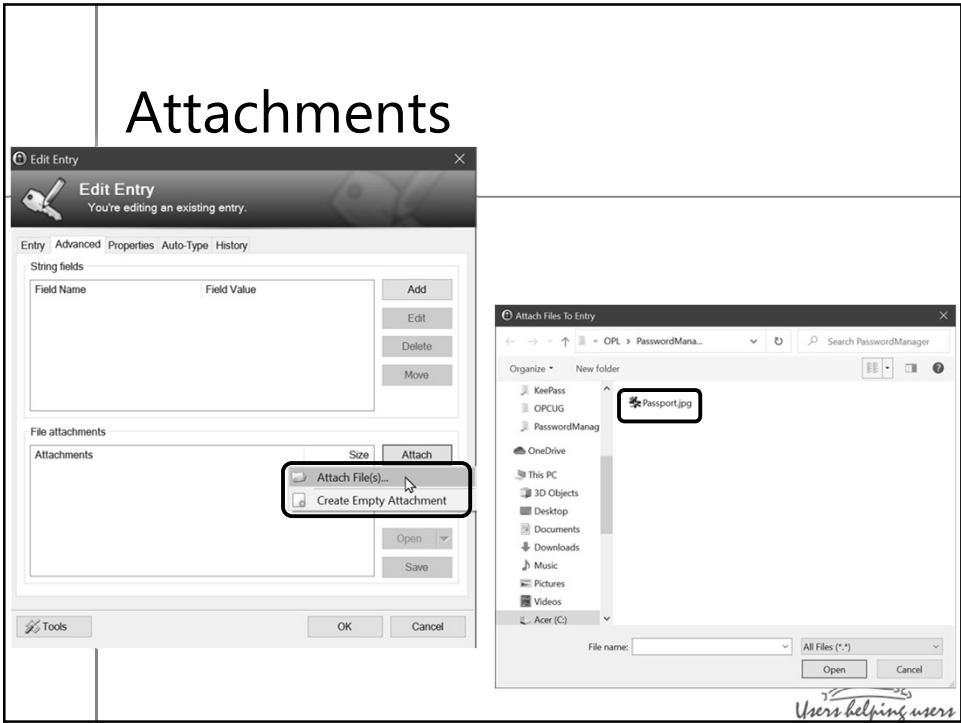 Attachments
Edit Entry
Edit Entry
You're editing an existing entry.
Entry Advanced Properties Auto-Type History
String fields
Field Name Field Value
Add
Edit
Delete
Move
File attachments
Attachments Size
Attach
Attach File(s)...
Create Empty Attachment
Open
Save
Tools
OK
Cancel
Attach Files To Entry
« OPL › PasswordMana...
Search PasswordManager
Organize
New folder
KeePass
OPCUG
PasswordManag
OneDrive
This PC
3D Objects
Desktop
Documents
Downloads
Music
Pictures
Videos
Acer (C:)
Passport.jpg
File name:
All Files (*.*)
Open
Cancel
Users helping users